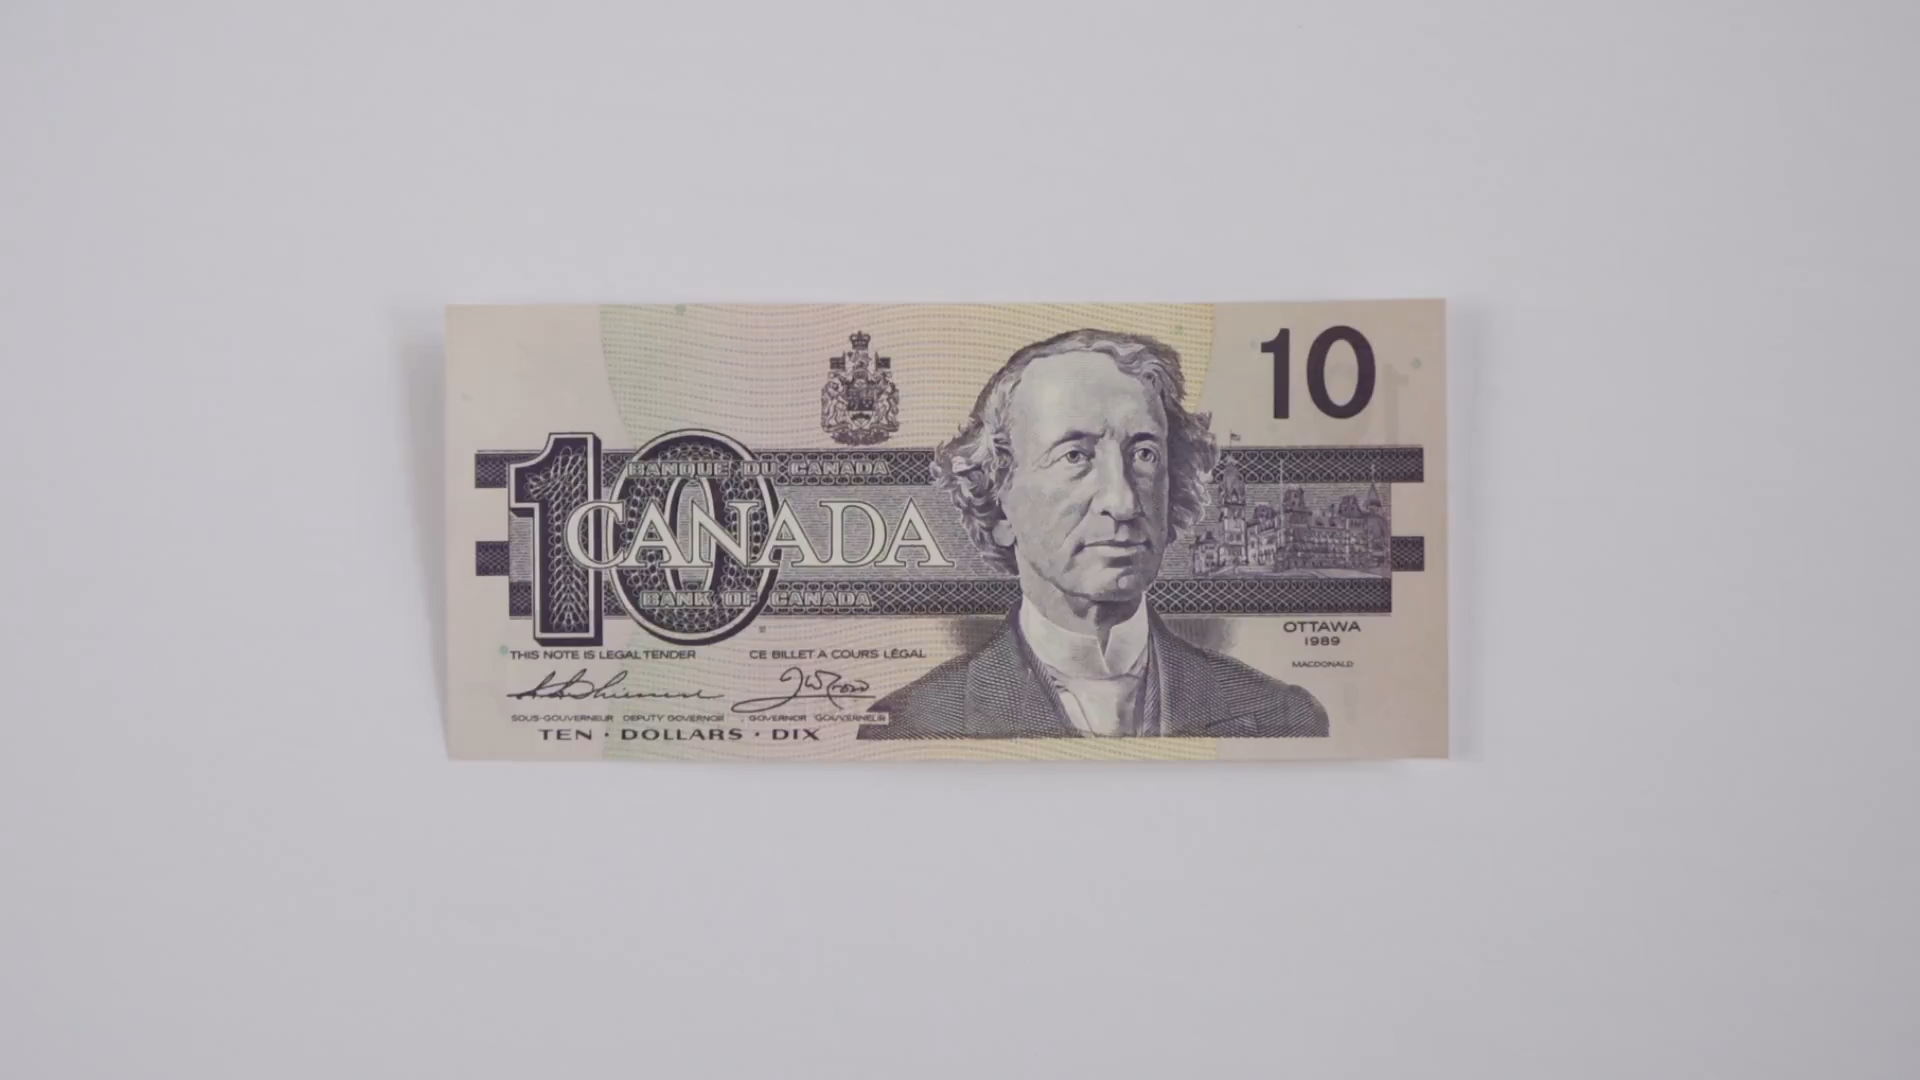 10
BANQUE DU CANADA
10
CANADA
BANK OF CANADA
OTTAWA
1989
MACDONALD
THIS NOTE IS LEGAL TENDER CE BILLET A COURS LÉGAL
SOUS-GOUVERNEUR DEPUTY GOVERNOR GOVERNOR GOUVERNEUR
TEN · DOLLARS · DIX